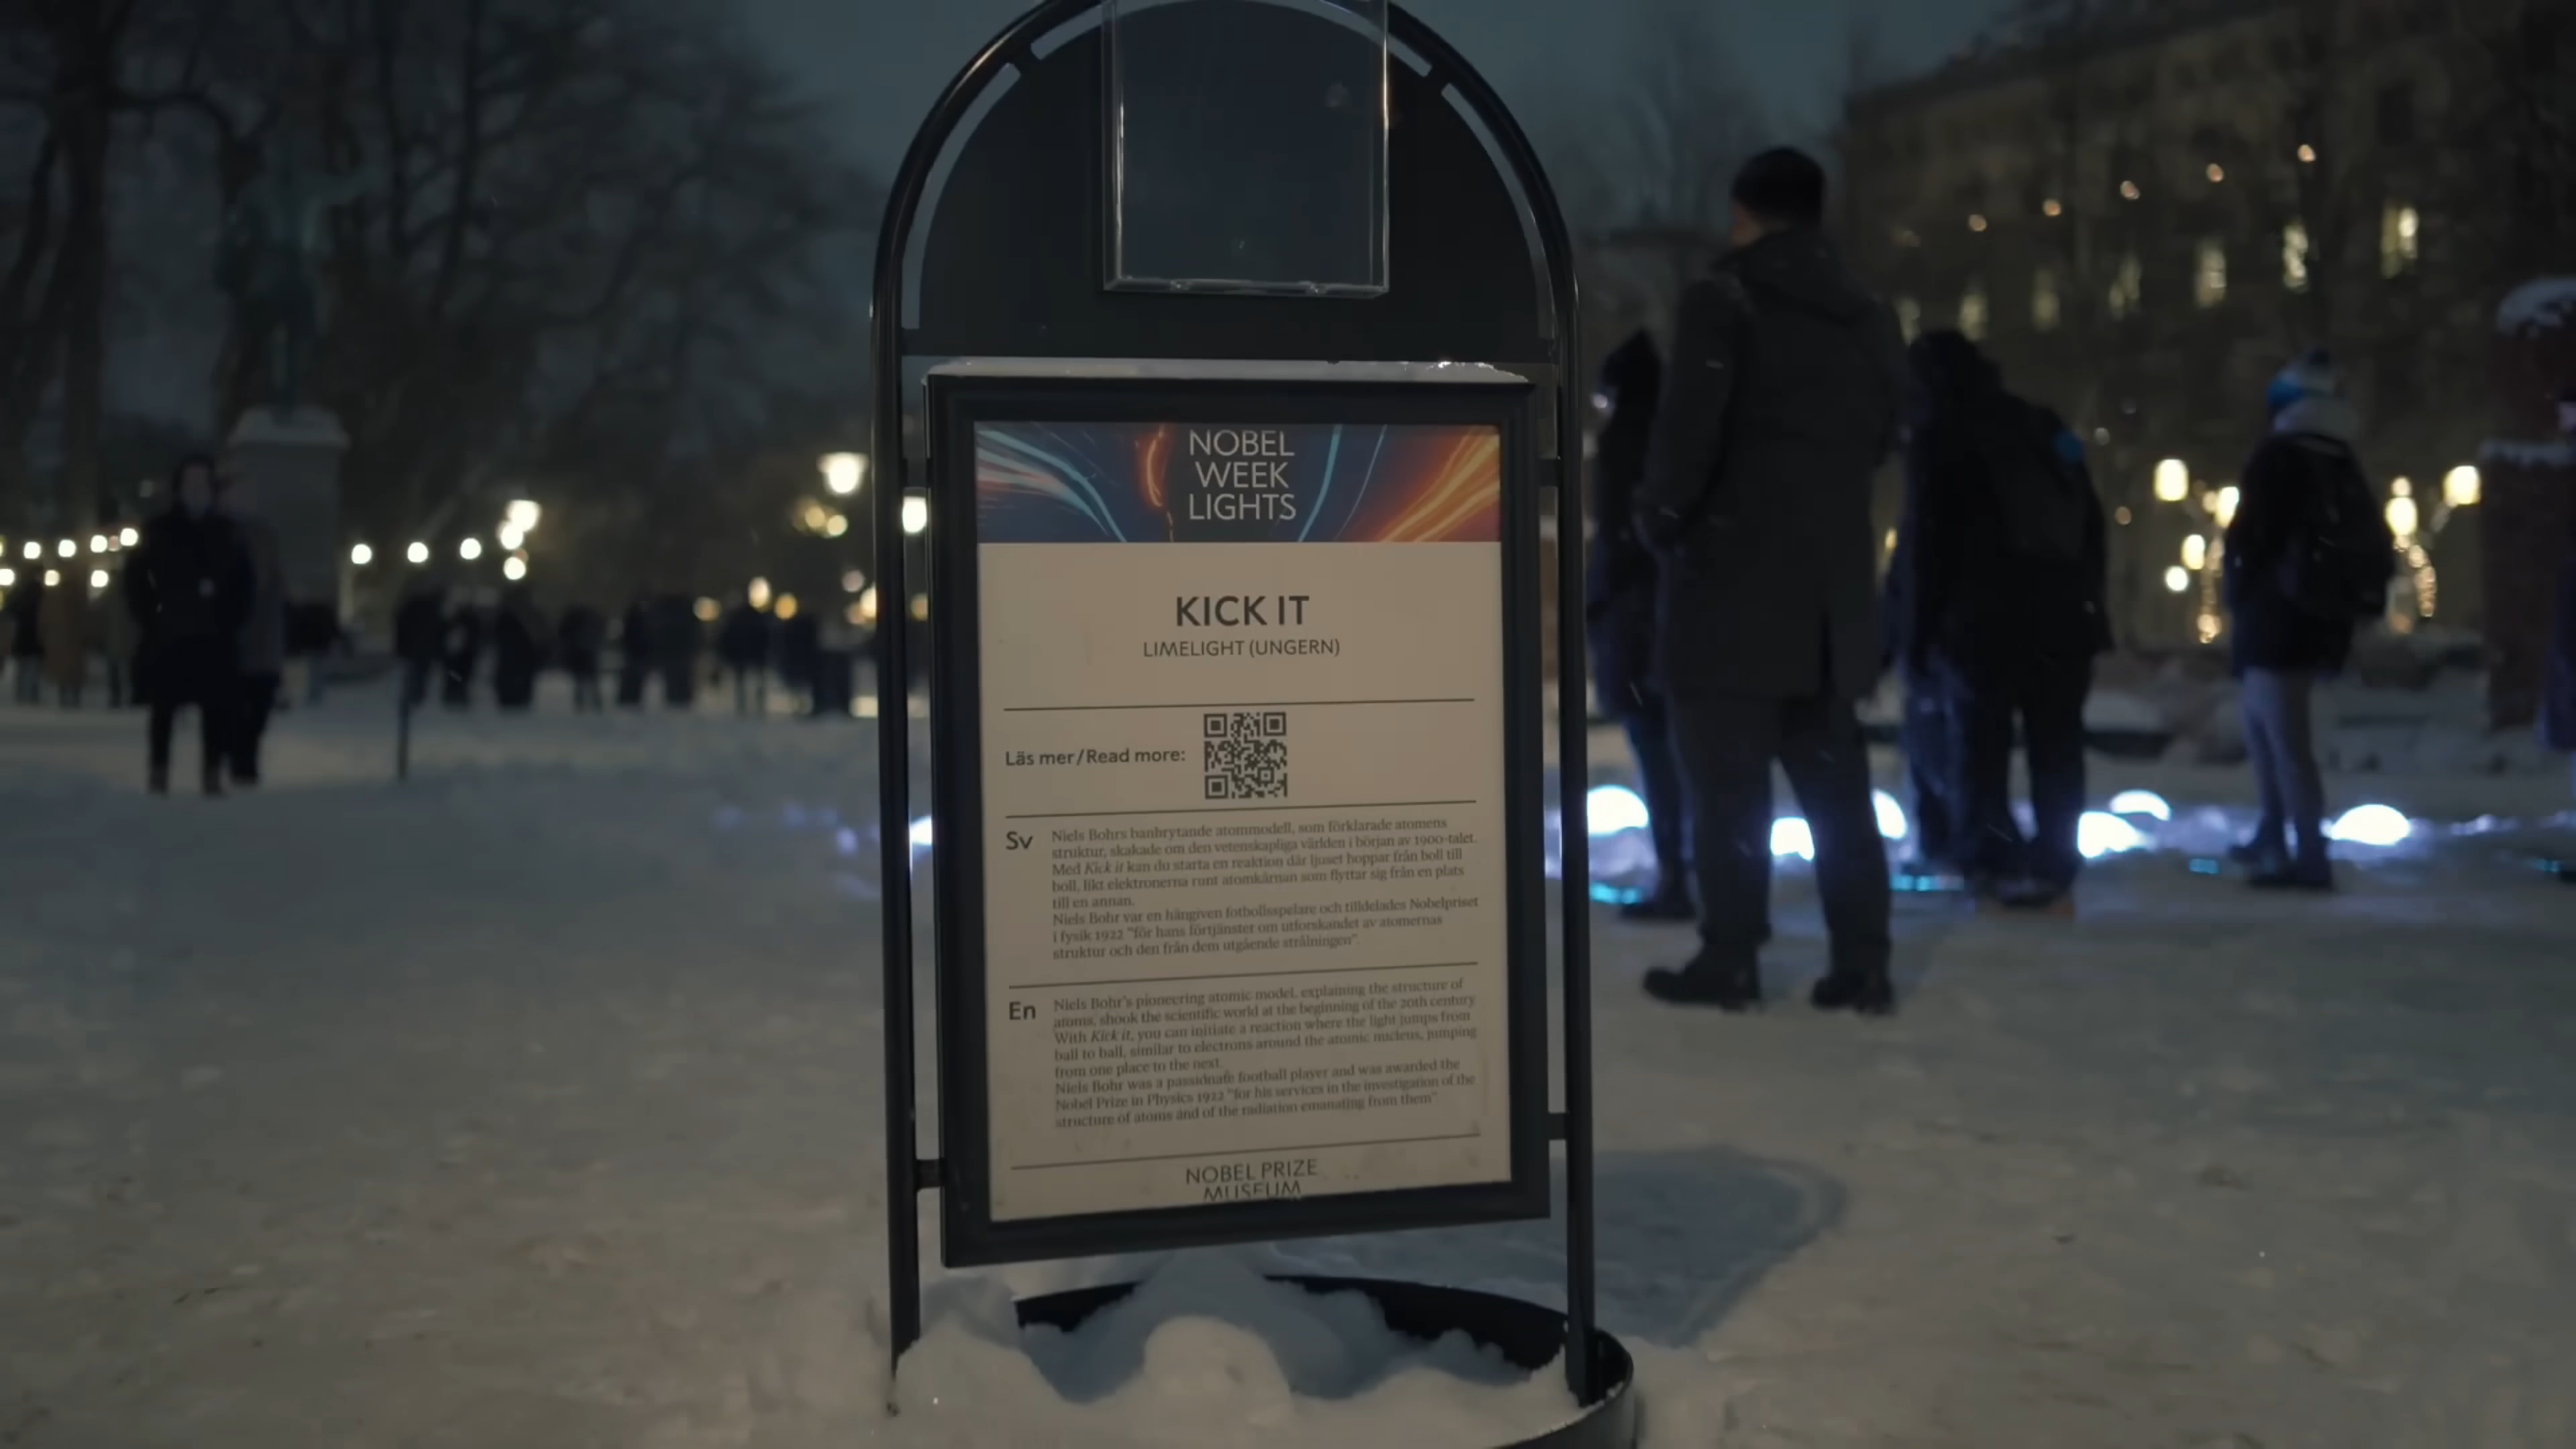 NOBEL
WEEK
LIGHTS
KICK IT
LIMELIGHT (UNGERN)
Läs mer/Read more:
Sv
Niels Bohrs banbrytande atommodell, som förklarade atomens
struktur, skakade om den vetenskapliga världen i början av 1900-talet.
Med Kick it kan du starta en reaktion där ljuset hoppar från boll till
boll, likt elektronerna runt atomkärnan som flyttar sig från en plats
till en annan.
Niels Bohr var en hängiven fotbollsspelare och tilldelades Nobelpriset
i fysik 1922 "för hans förtjänster om utforskandet av atomernas
struktur och den från dem utgående strålningen".
En
Niels Bohr's pioneering atomic model, explaining the structure of
atoms, shook the scientific world at the beginning of the 20th century.
With Kick it, you can initiate a reaction where the light jumps from
ball to ball, similar to electrons around the atomic nucleus, jumping
from one place to the next.
Niels Bohr was a passionate football player and was awarded the
Nobel Prize in Physics 1922 "for his services in the investigation of the
structure of atoms and of the radiation emanating from them".
NOBEL PRIZE
MUSEUM